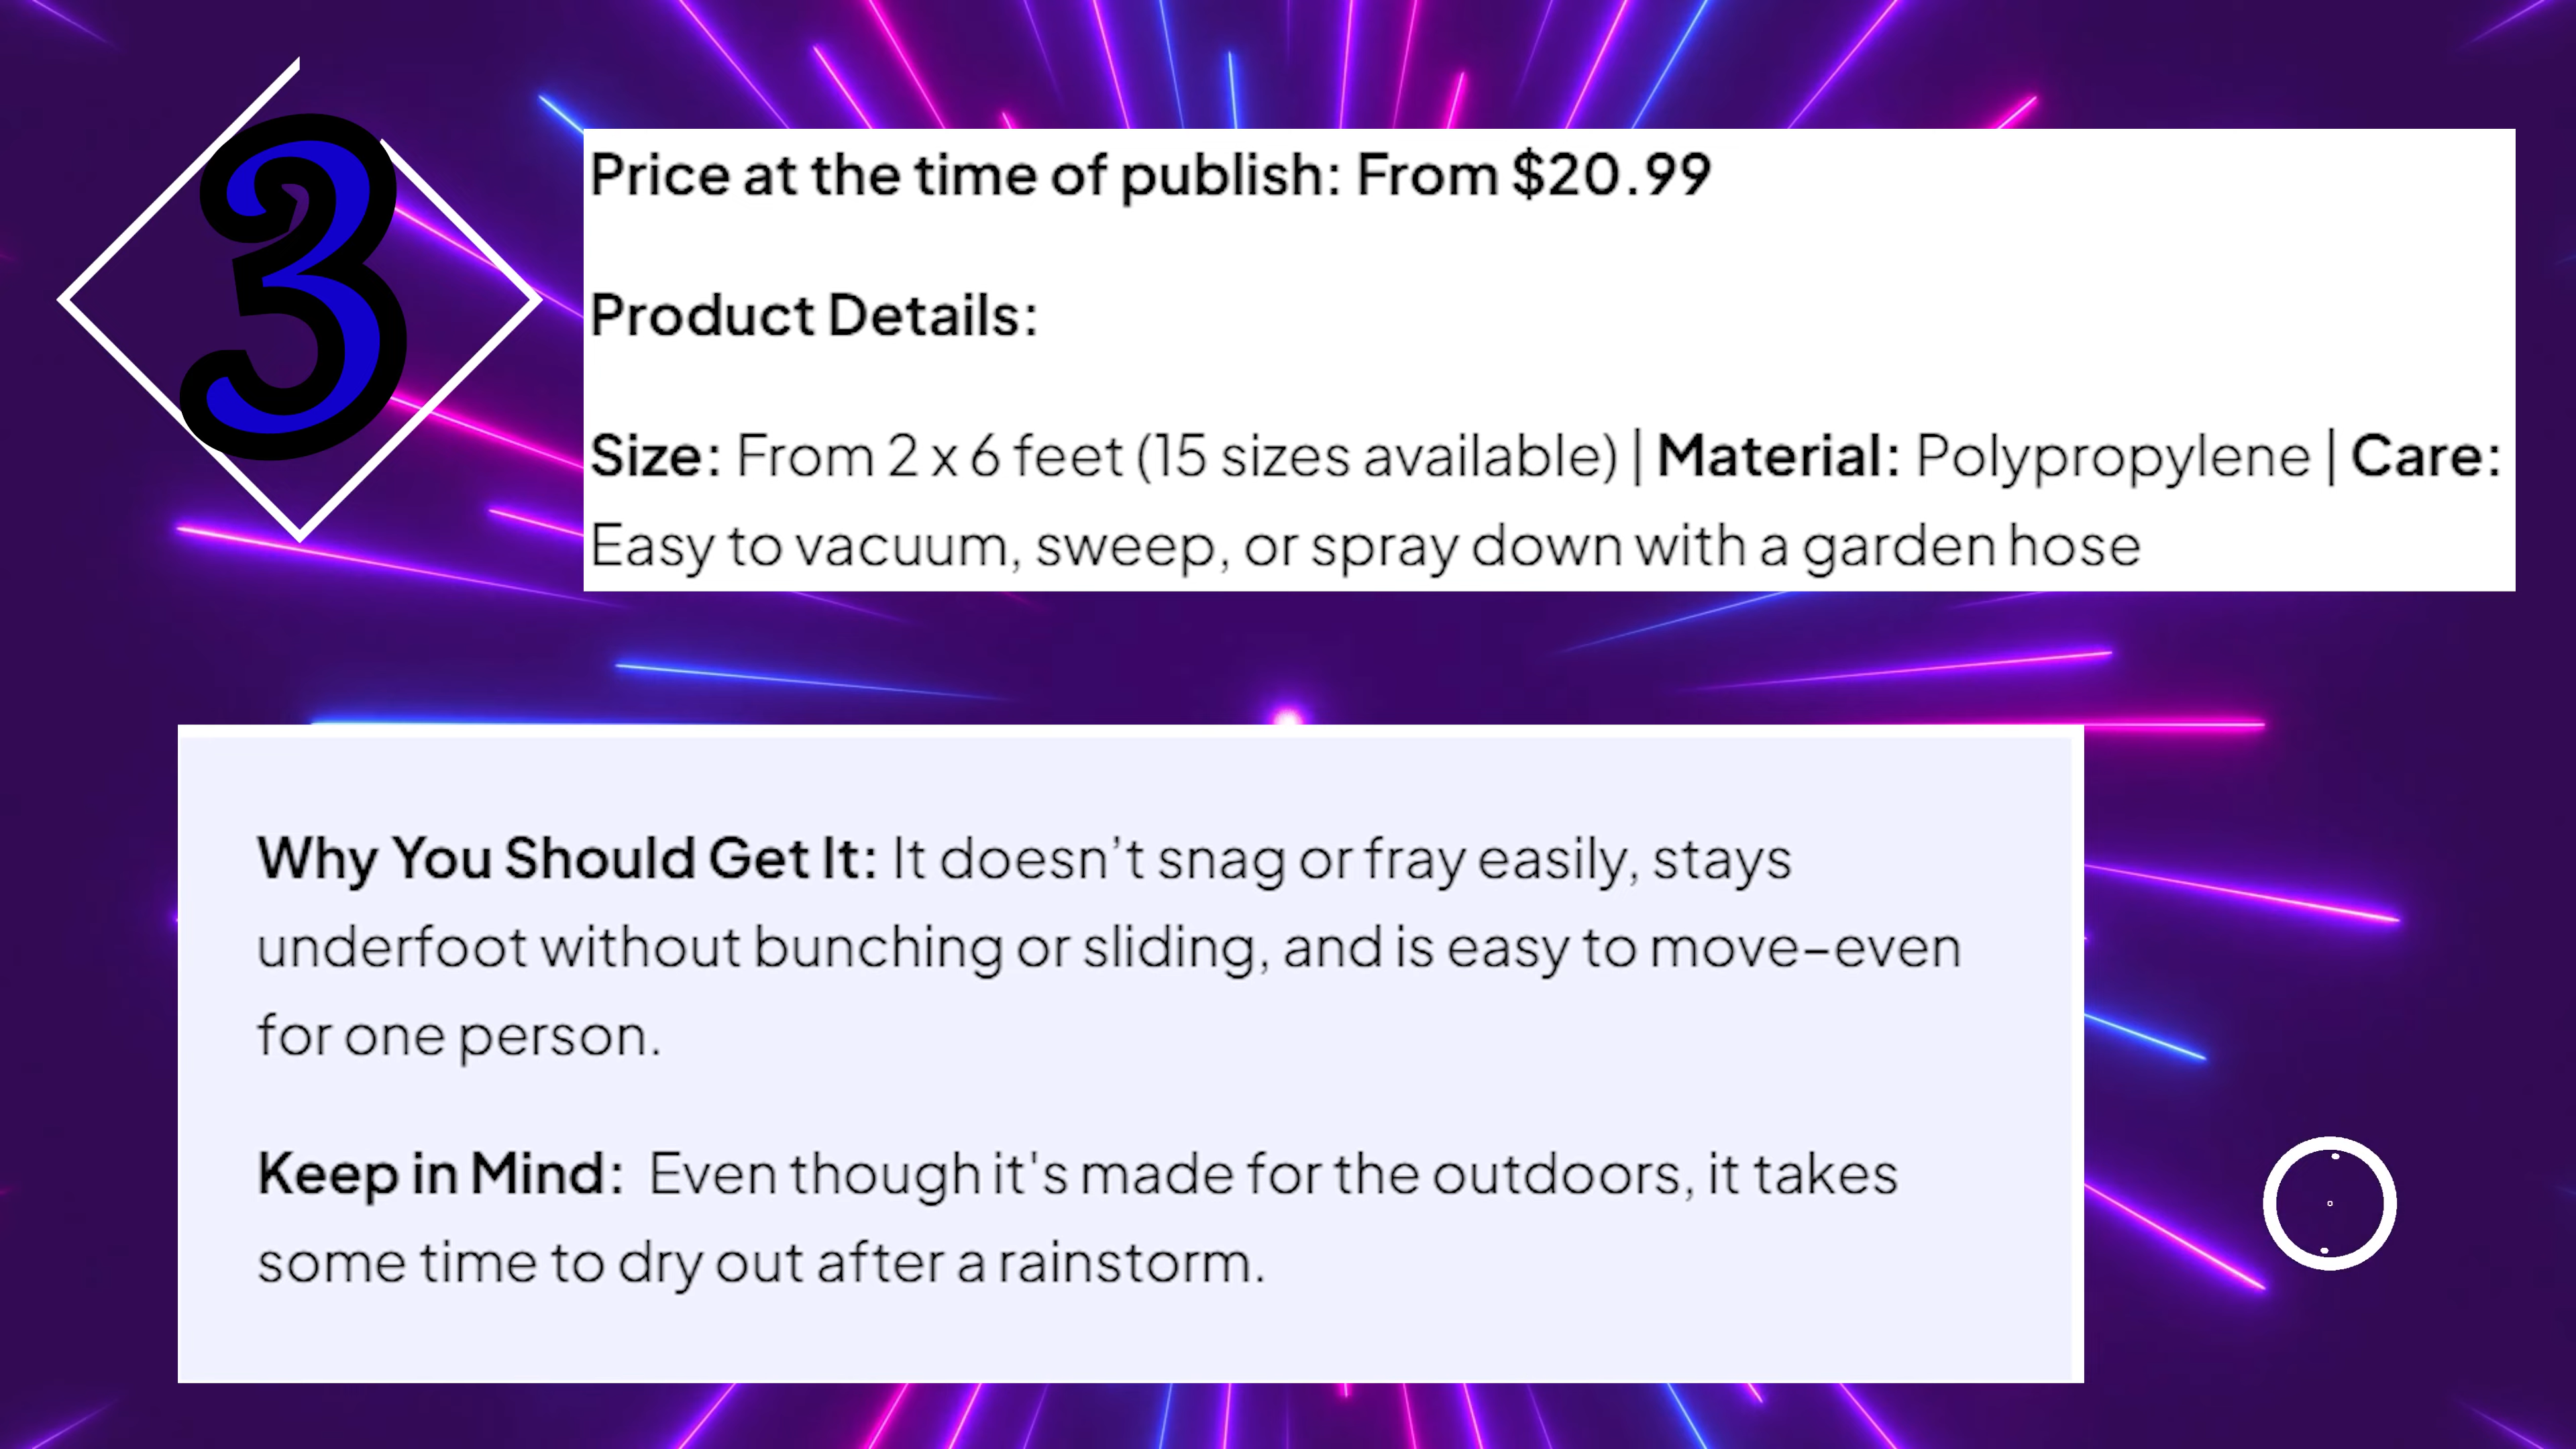 3
Price at the time of publish: From $20.99
Product Details:
Size: From 2 x 6 feet (15 sizes available) | Material: Polypropylene | Care:
Easy to vacuum, sweep, or spray down with a garden hose
Why You Should Get It: It doesn’t snag or fray easily, stays
underfoot without bunching or sliding, and is easy to move–even
for one person.
Keep in Mind:  Even though it's made for the outdoors, it takes
some time to dry out after a rainstorm.